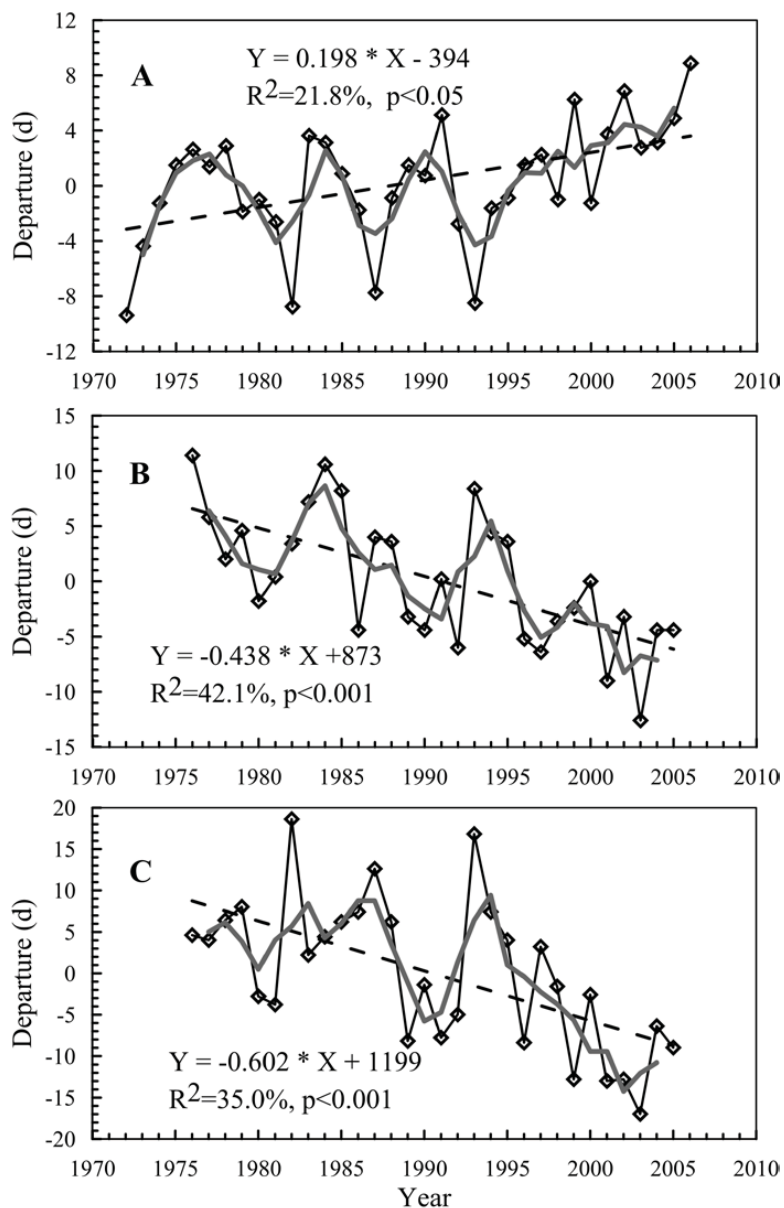 12
8
4
0
-4
-8
-12
Departure (d)
A
Y = 0.198 * X - 394
R2=21.8%, p<0.05
1970 1975 1980 1985 1990 1995 2000 2005 2010
15
10
5
0
-5
-10
-15
Departure (d)
B
Y = -0.438 * X +873
R2=42.1%, p<0.001
1970 1975 1980 1985 1990 1995 2000 2005 2010
20
15
10
5
0
-5
-10
-15
-20
Departure (d)
C
Y = -0.602 * X + 1199
R2=35.0%, p<0.001
1970 1975 1980 1985 1990 1995 2000 2005 2010
Year